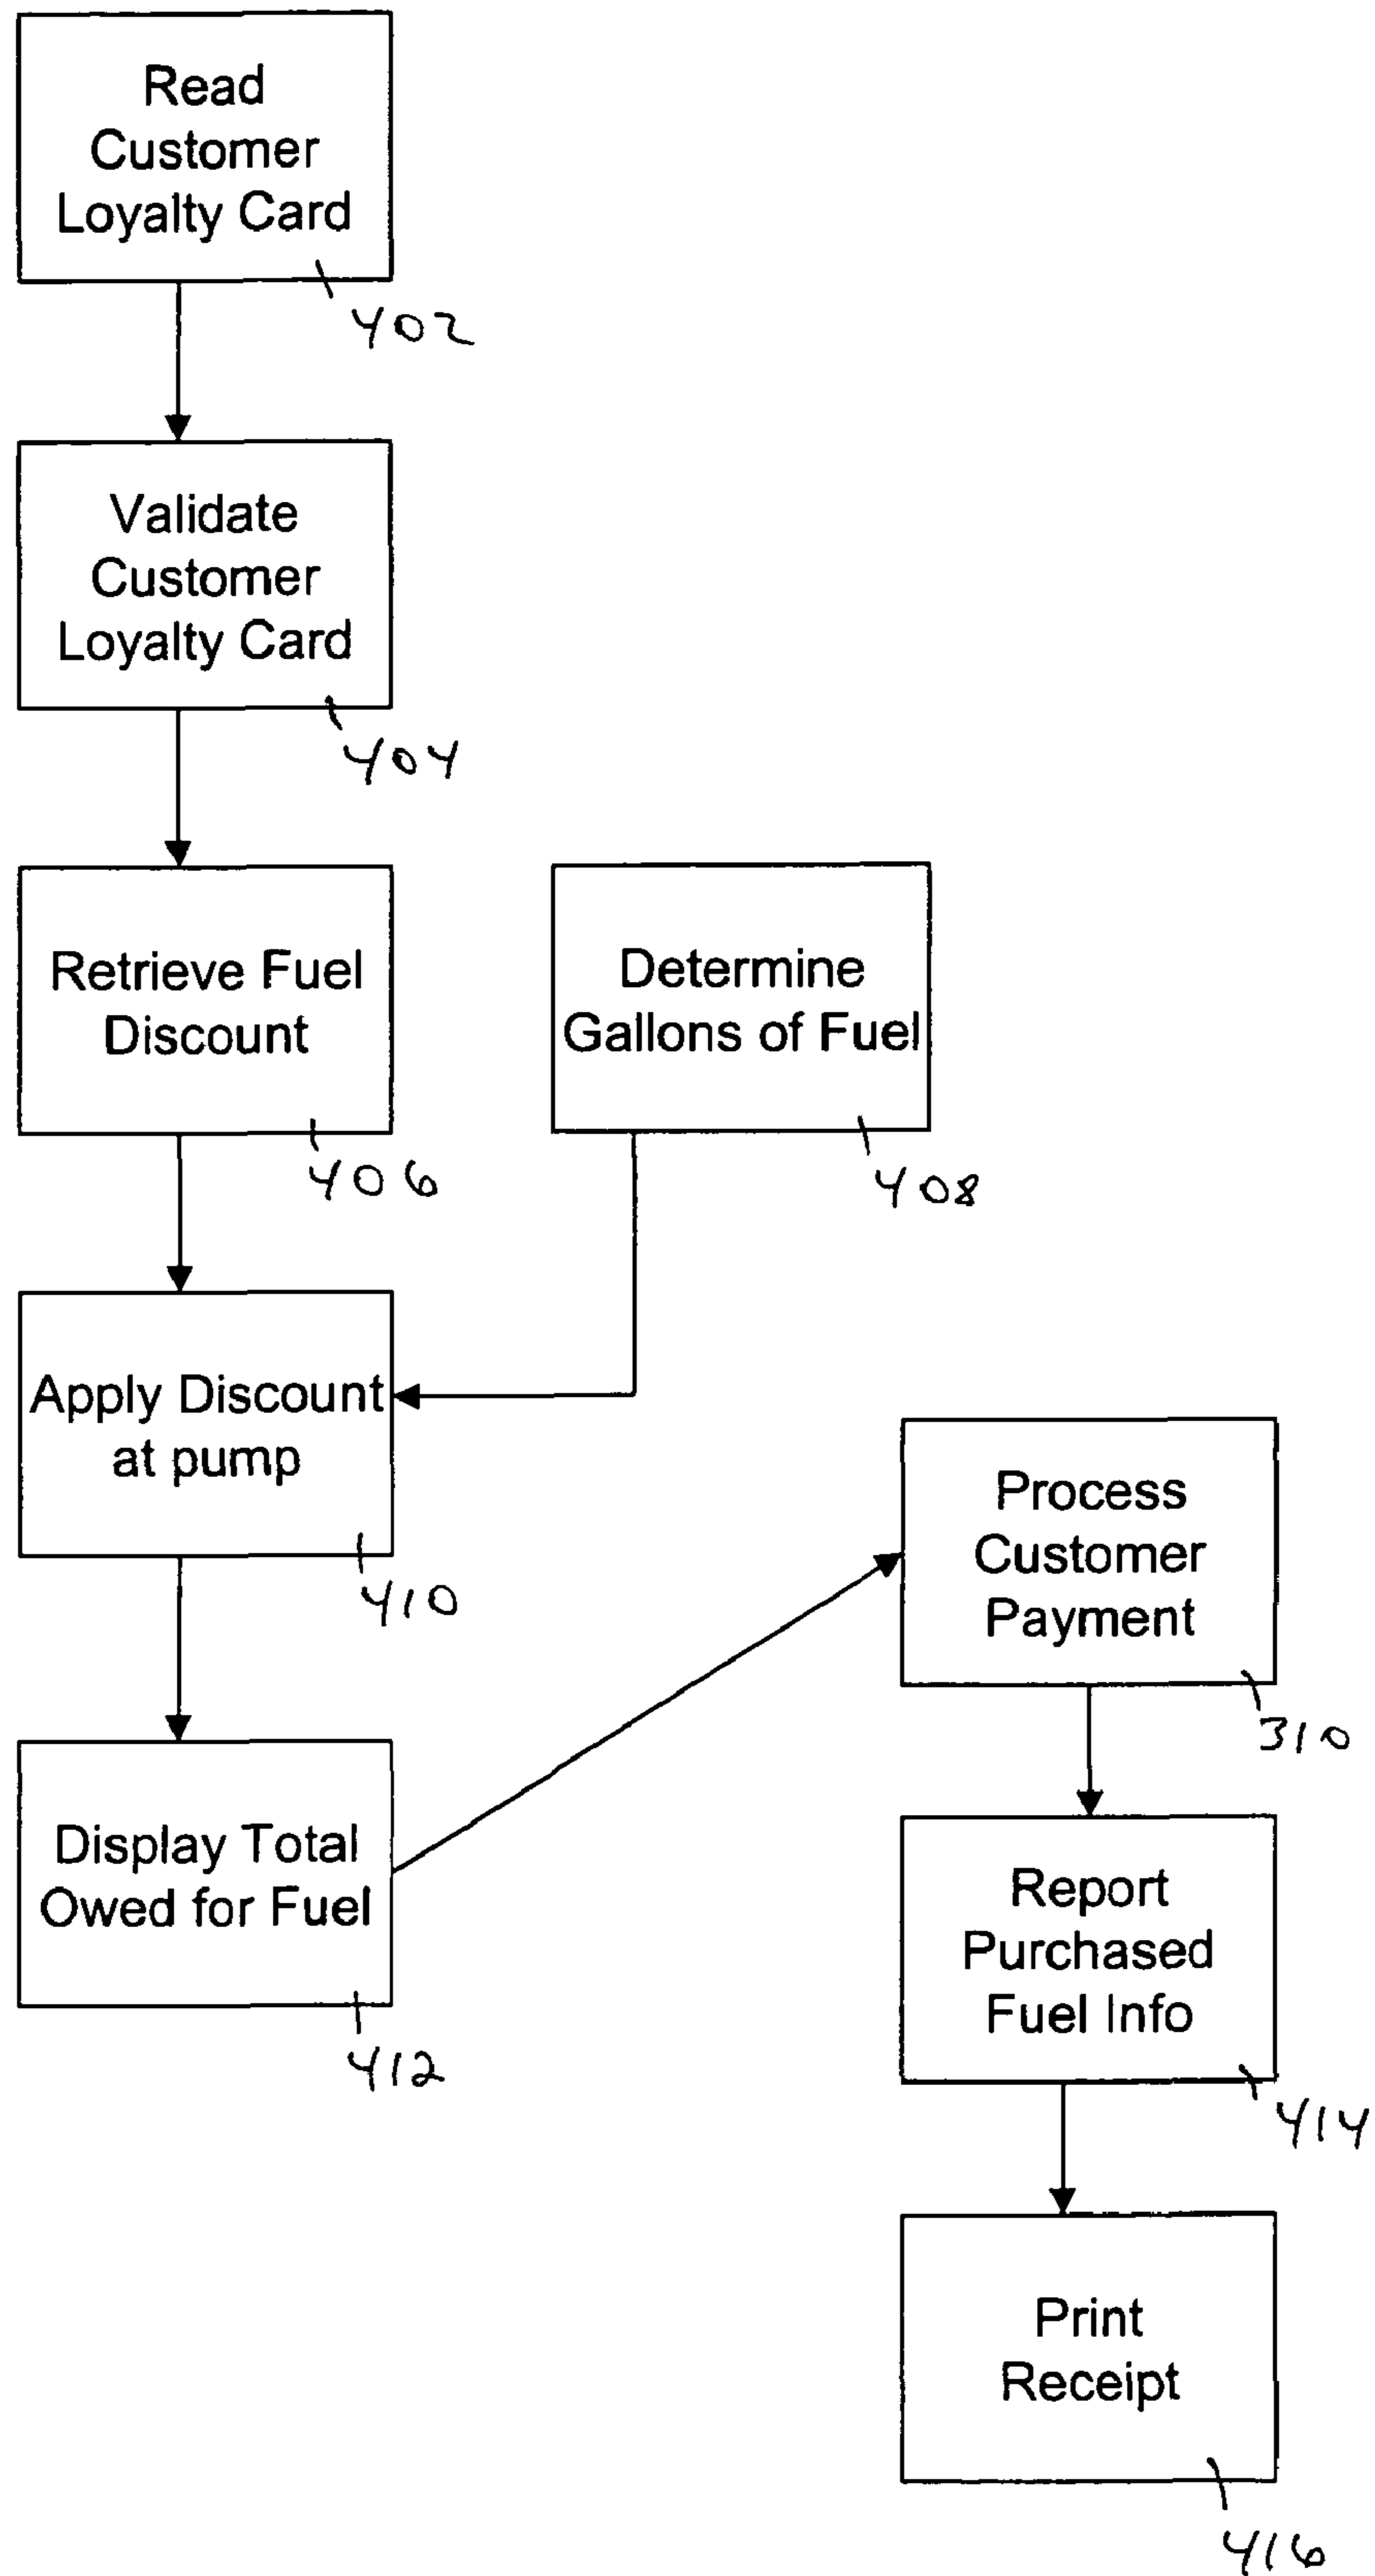 Read
Customer
Loyalty Card
402
Validate
Customer
Loyalty Card
404
Retrieve Fuel
Discount
406
Determine
Gallons of Fuel
408
Apply Discount
at pump
410
Display Total
Owed for Fuel
412
Process
Customer
Payment
310
Report
Purchased
Fuel Info
414
Print
Receipt
416